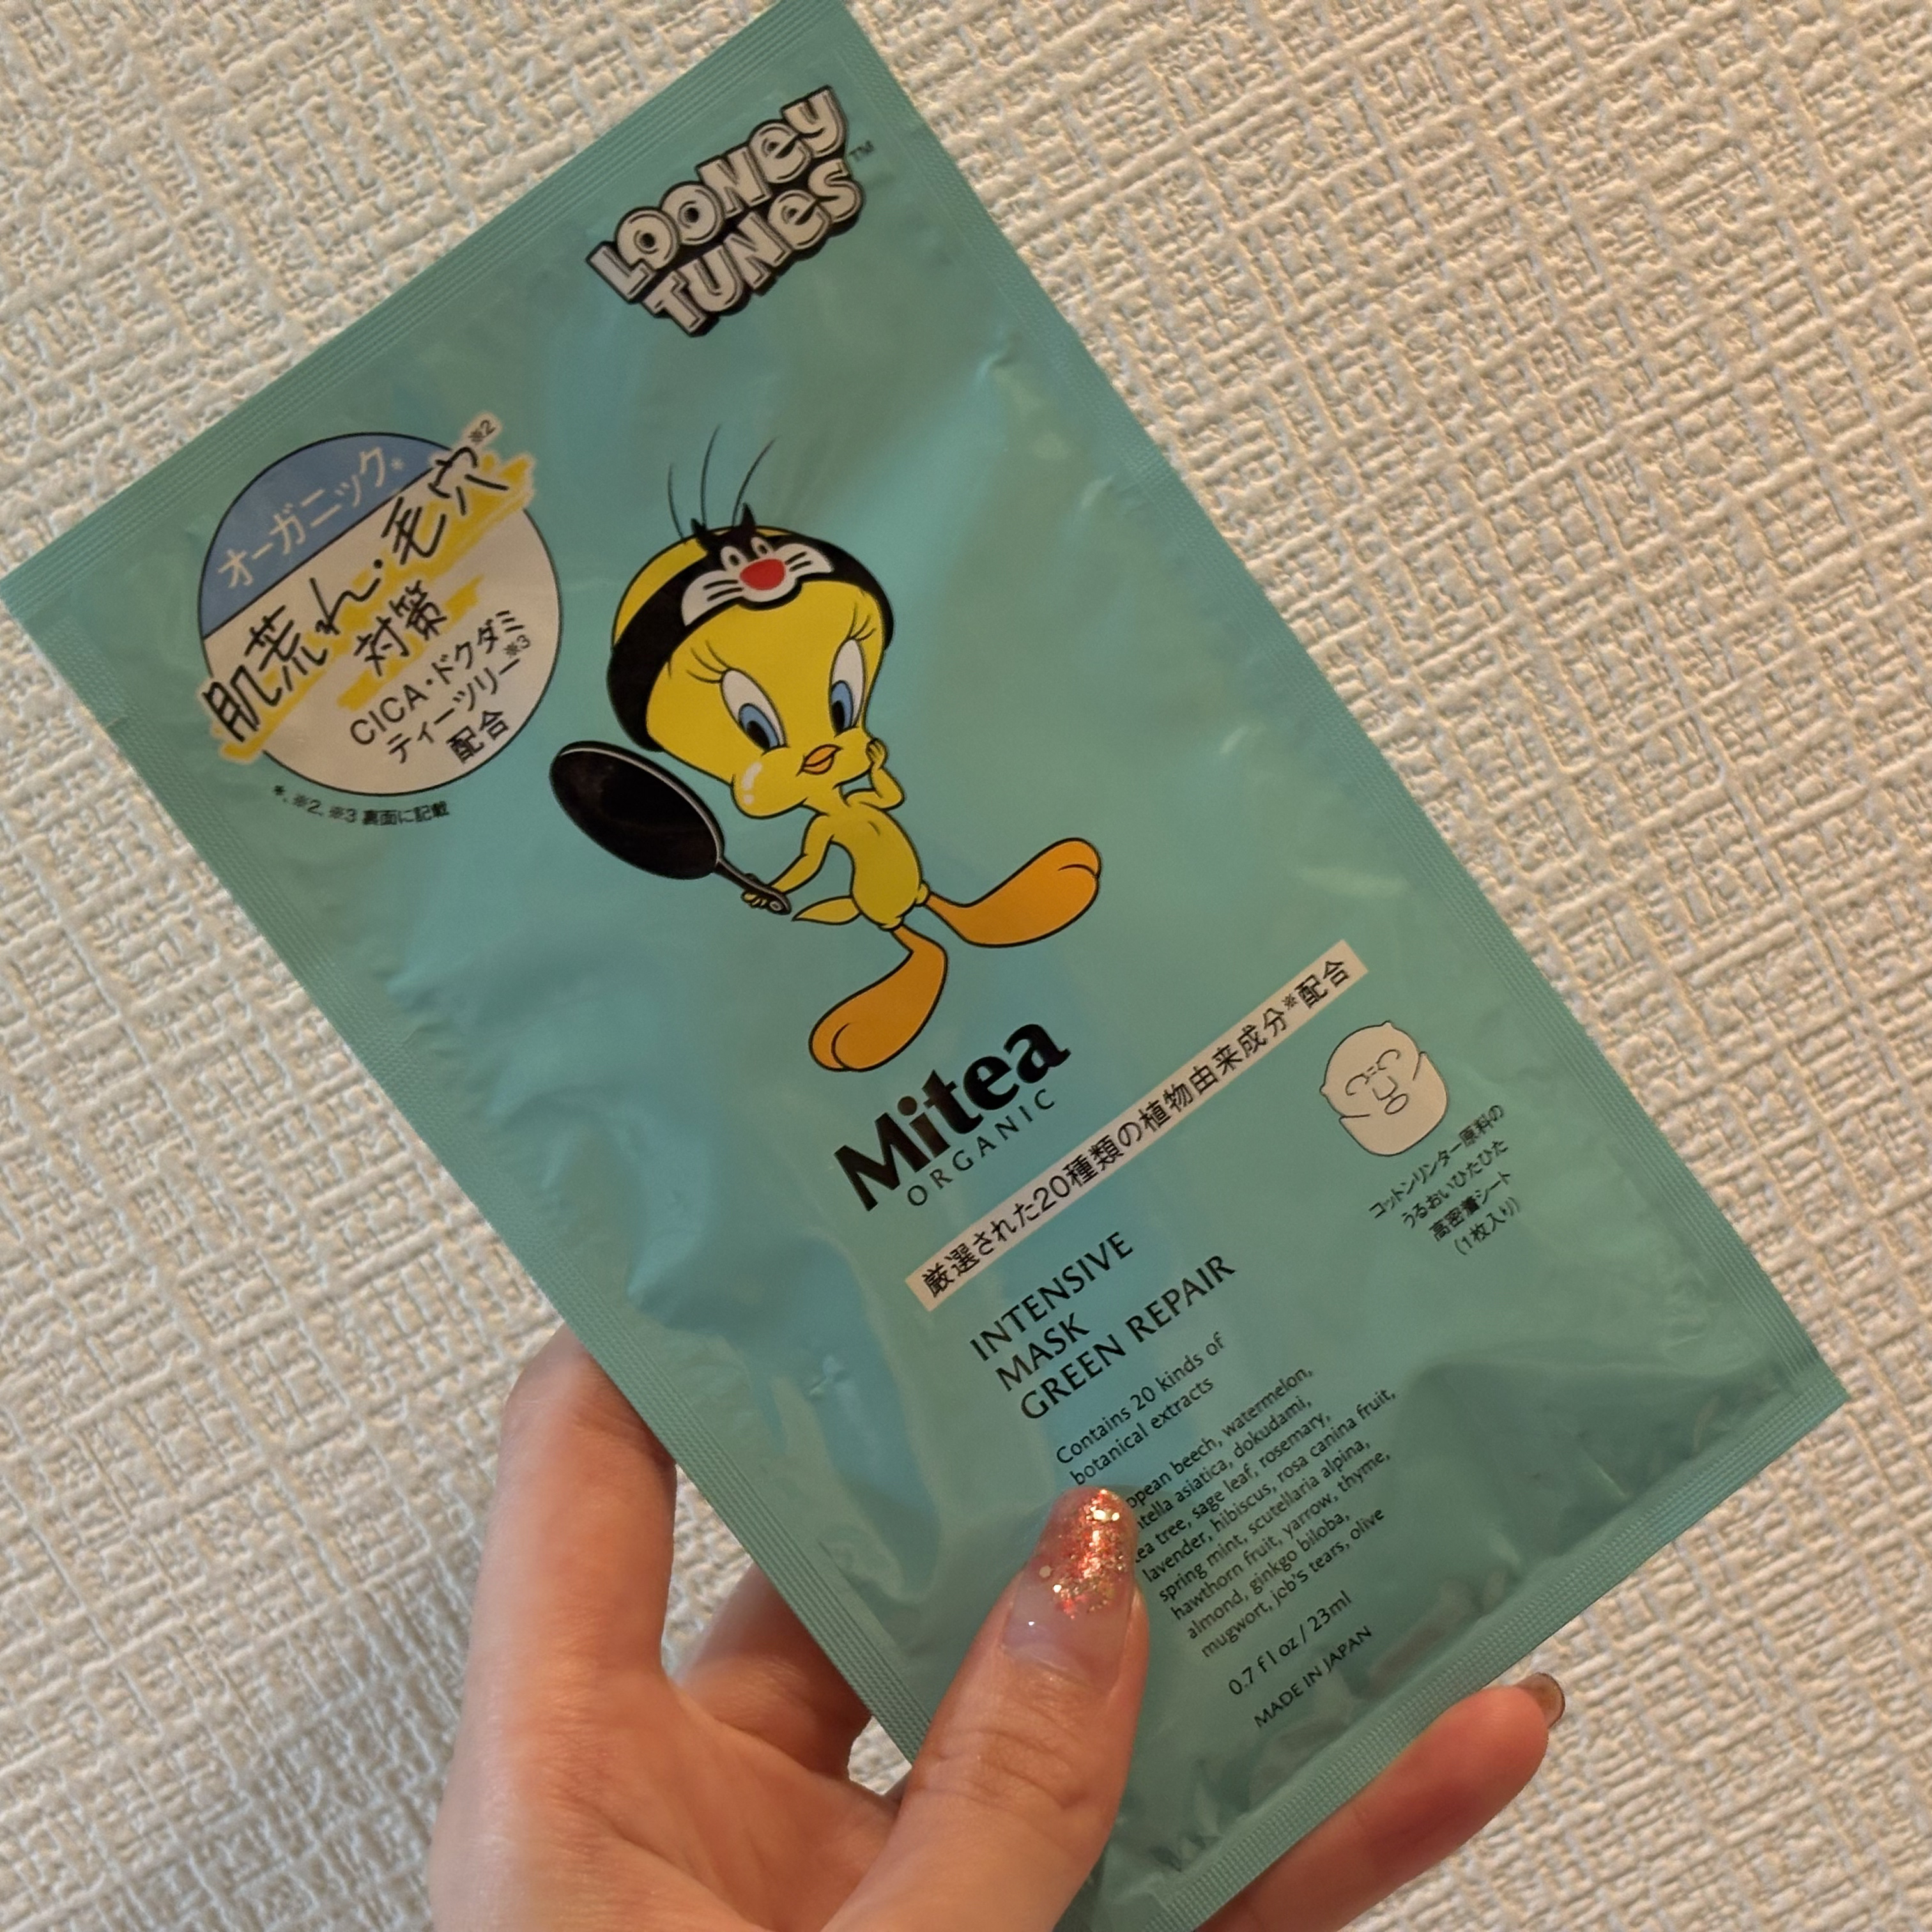 LOONEY
TUNES™
オーガニック*
肌荒れ・毛穴※2
対策
CICA・ドクダミ
ティーツリー※3
配合
*、※2、※3 裏面に記載
Mitea
ORGANIC
厳選された20種類の植物由来成分※配合
コットンリンター原料の
うるおいひたひた
高密着シート
(1枚入り)
INTENSIVE
MASK
GREEN REPAIR
Contains 20 kinds of
botanical extracts
beech, watermelon,
asiatica, dokudami,
tea tree, sage leaf, rosemary,
lavender, hibiscus, rosa canina fruit,
spring mint, scutellaria alpina,
hawthorn fruit, yarrow, thyme,
almond, ginkgo biloba,
mugwort, job's tears, olive
0.7 fl oz / 23ml
MADE IN JAPAN